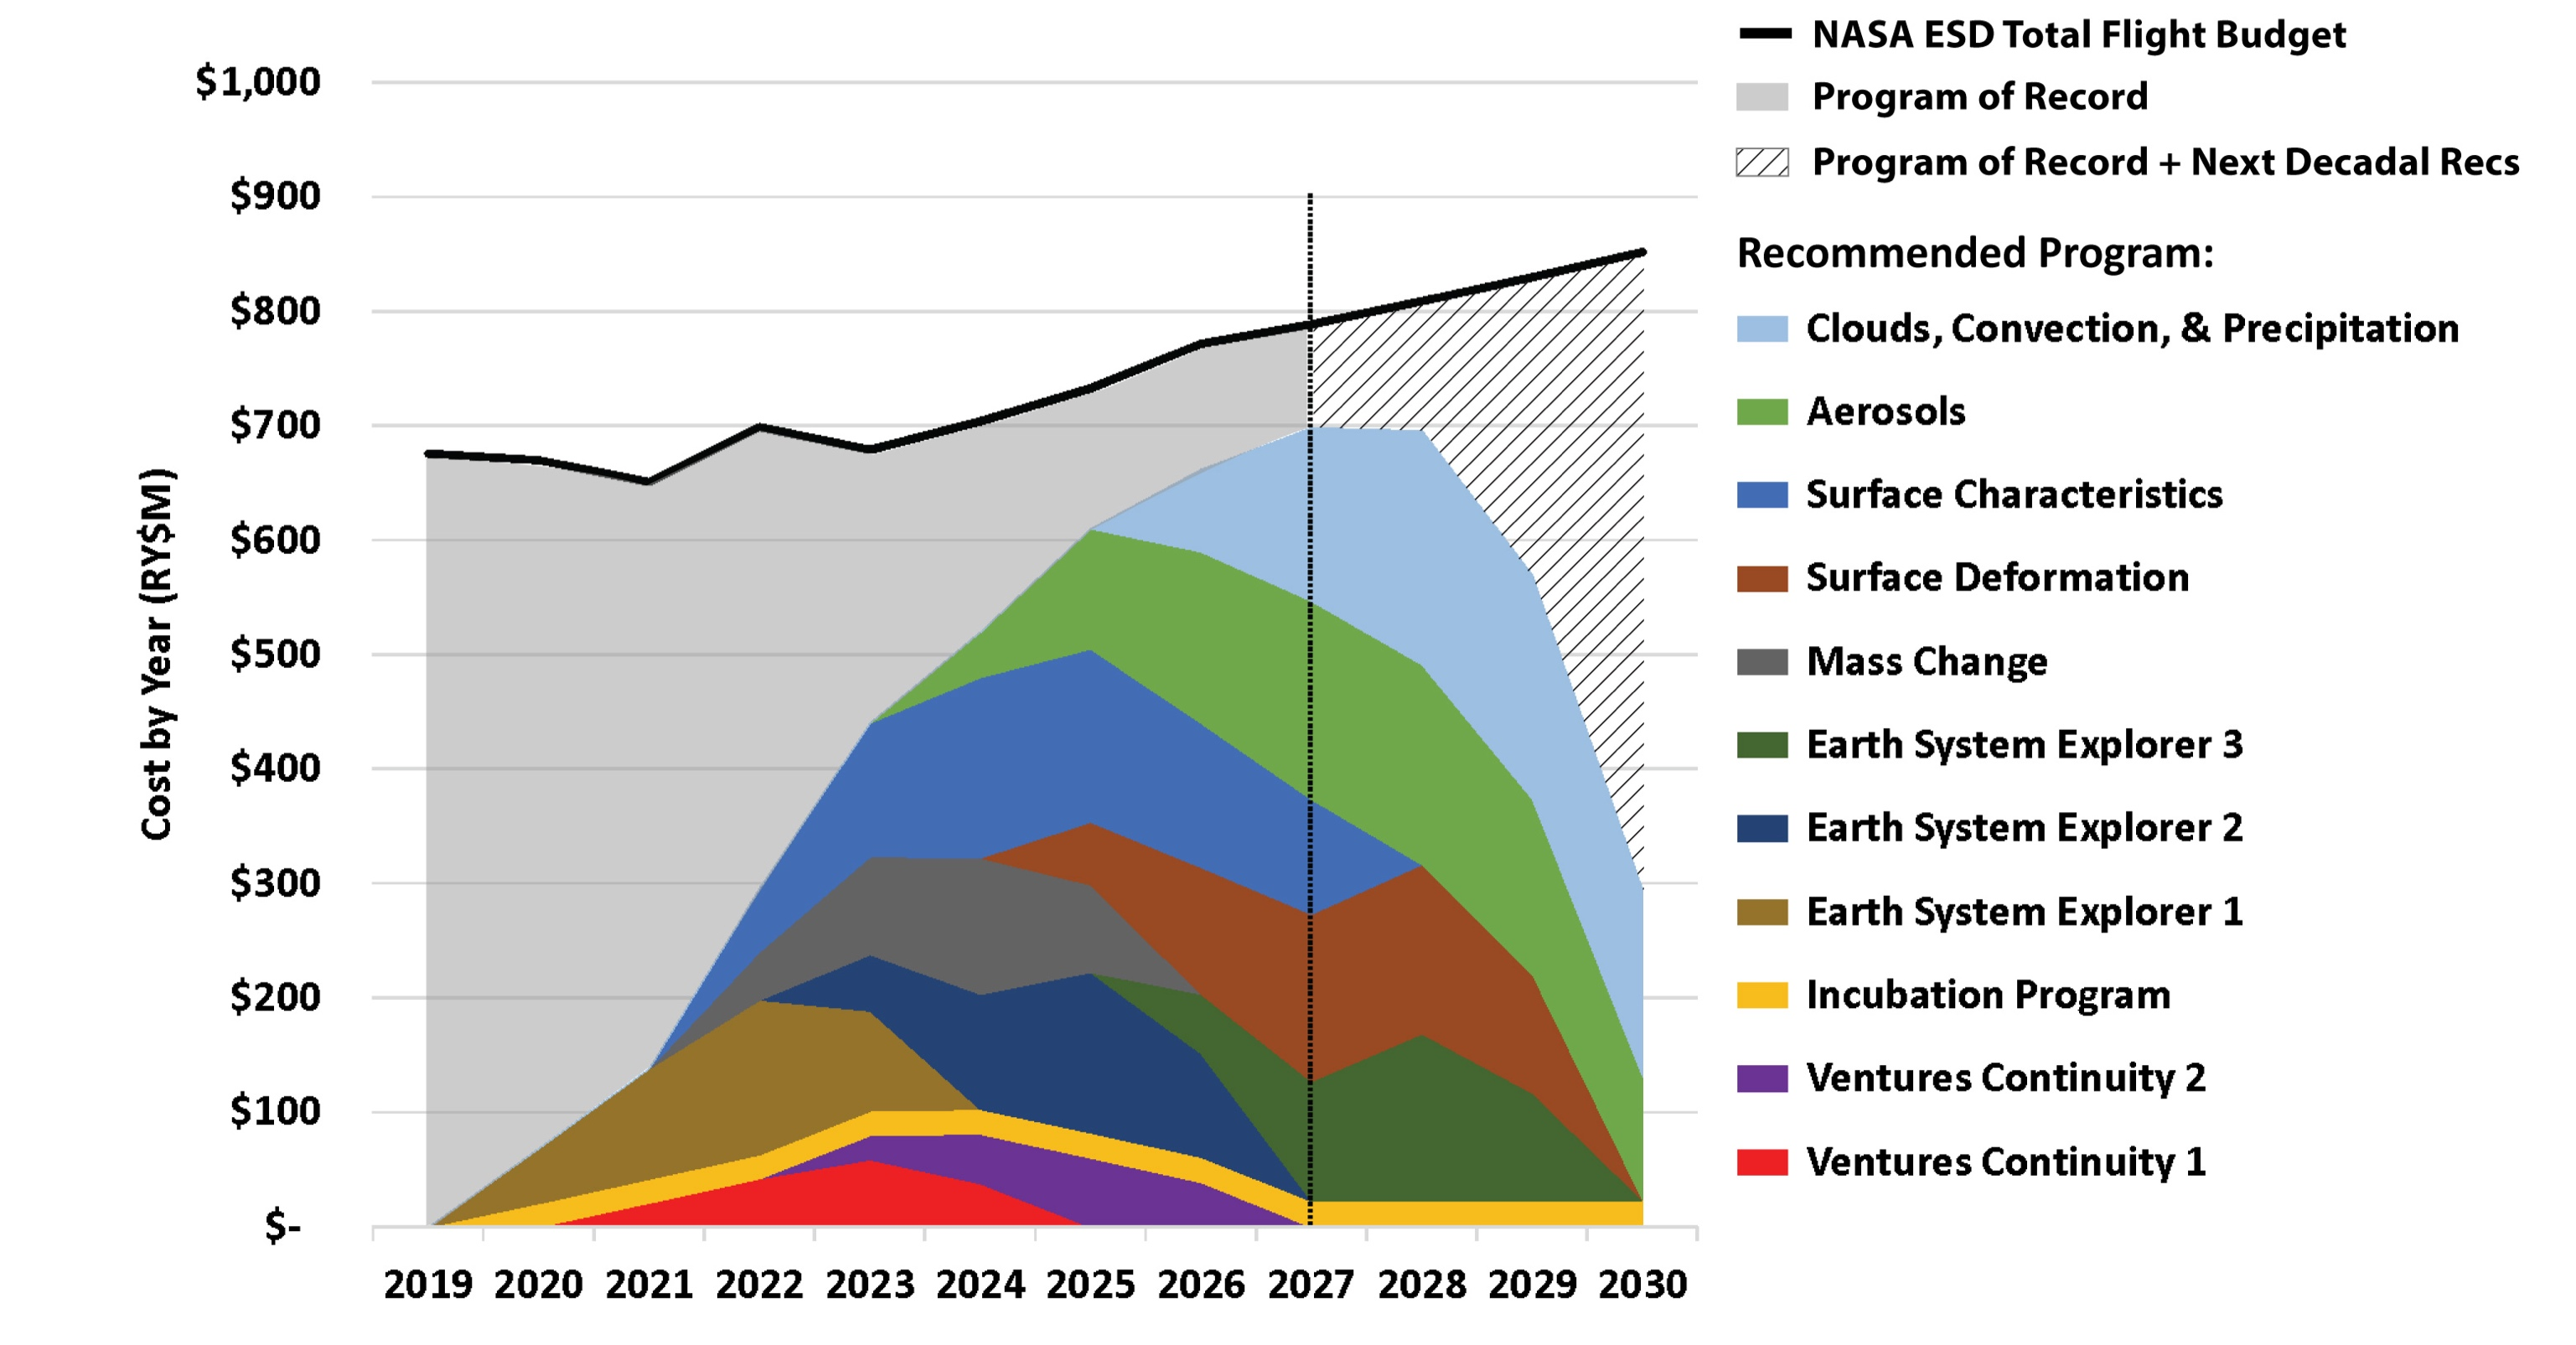 $1,000
$900
$800
$700
$600
$500
$400
$300
$200
$100
$-
Cost by Year (RY$M)
2019 2020 2021 2022 2023 2024 2025 2026 2027 2028 2029 2030
NASA ESD Total Flight Budget
Program of Record
Program of Record + Next Decadal Recs
Recommended Program:
Clouds, Convection, & Precipitation
Aerosols
Surface Characteristics
Surface Deformation
Mass Change
Earth System Explorer 3
Earth System Explorer 2
Earth System Explorer 1
Incubation Program
Ventures Continuity 2
Ventures Continuity 1